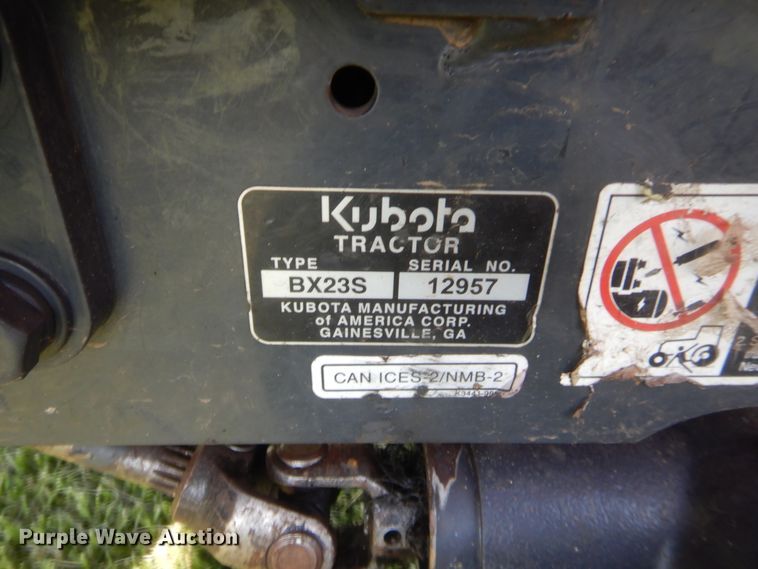 Kubota
TRACTOR
TYPE SERIAL NO.
BX23S 12957
KUBOTA MANUFACTURING
of AMERICA CORP.
GAINESVILLE, GA
CAN ICES-2/NMB-2
Purple Wave Auction